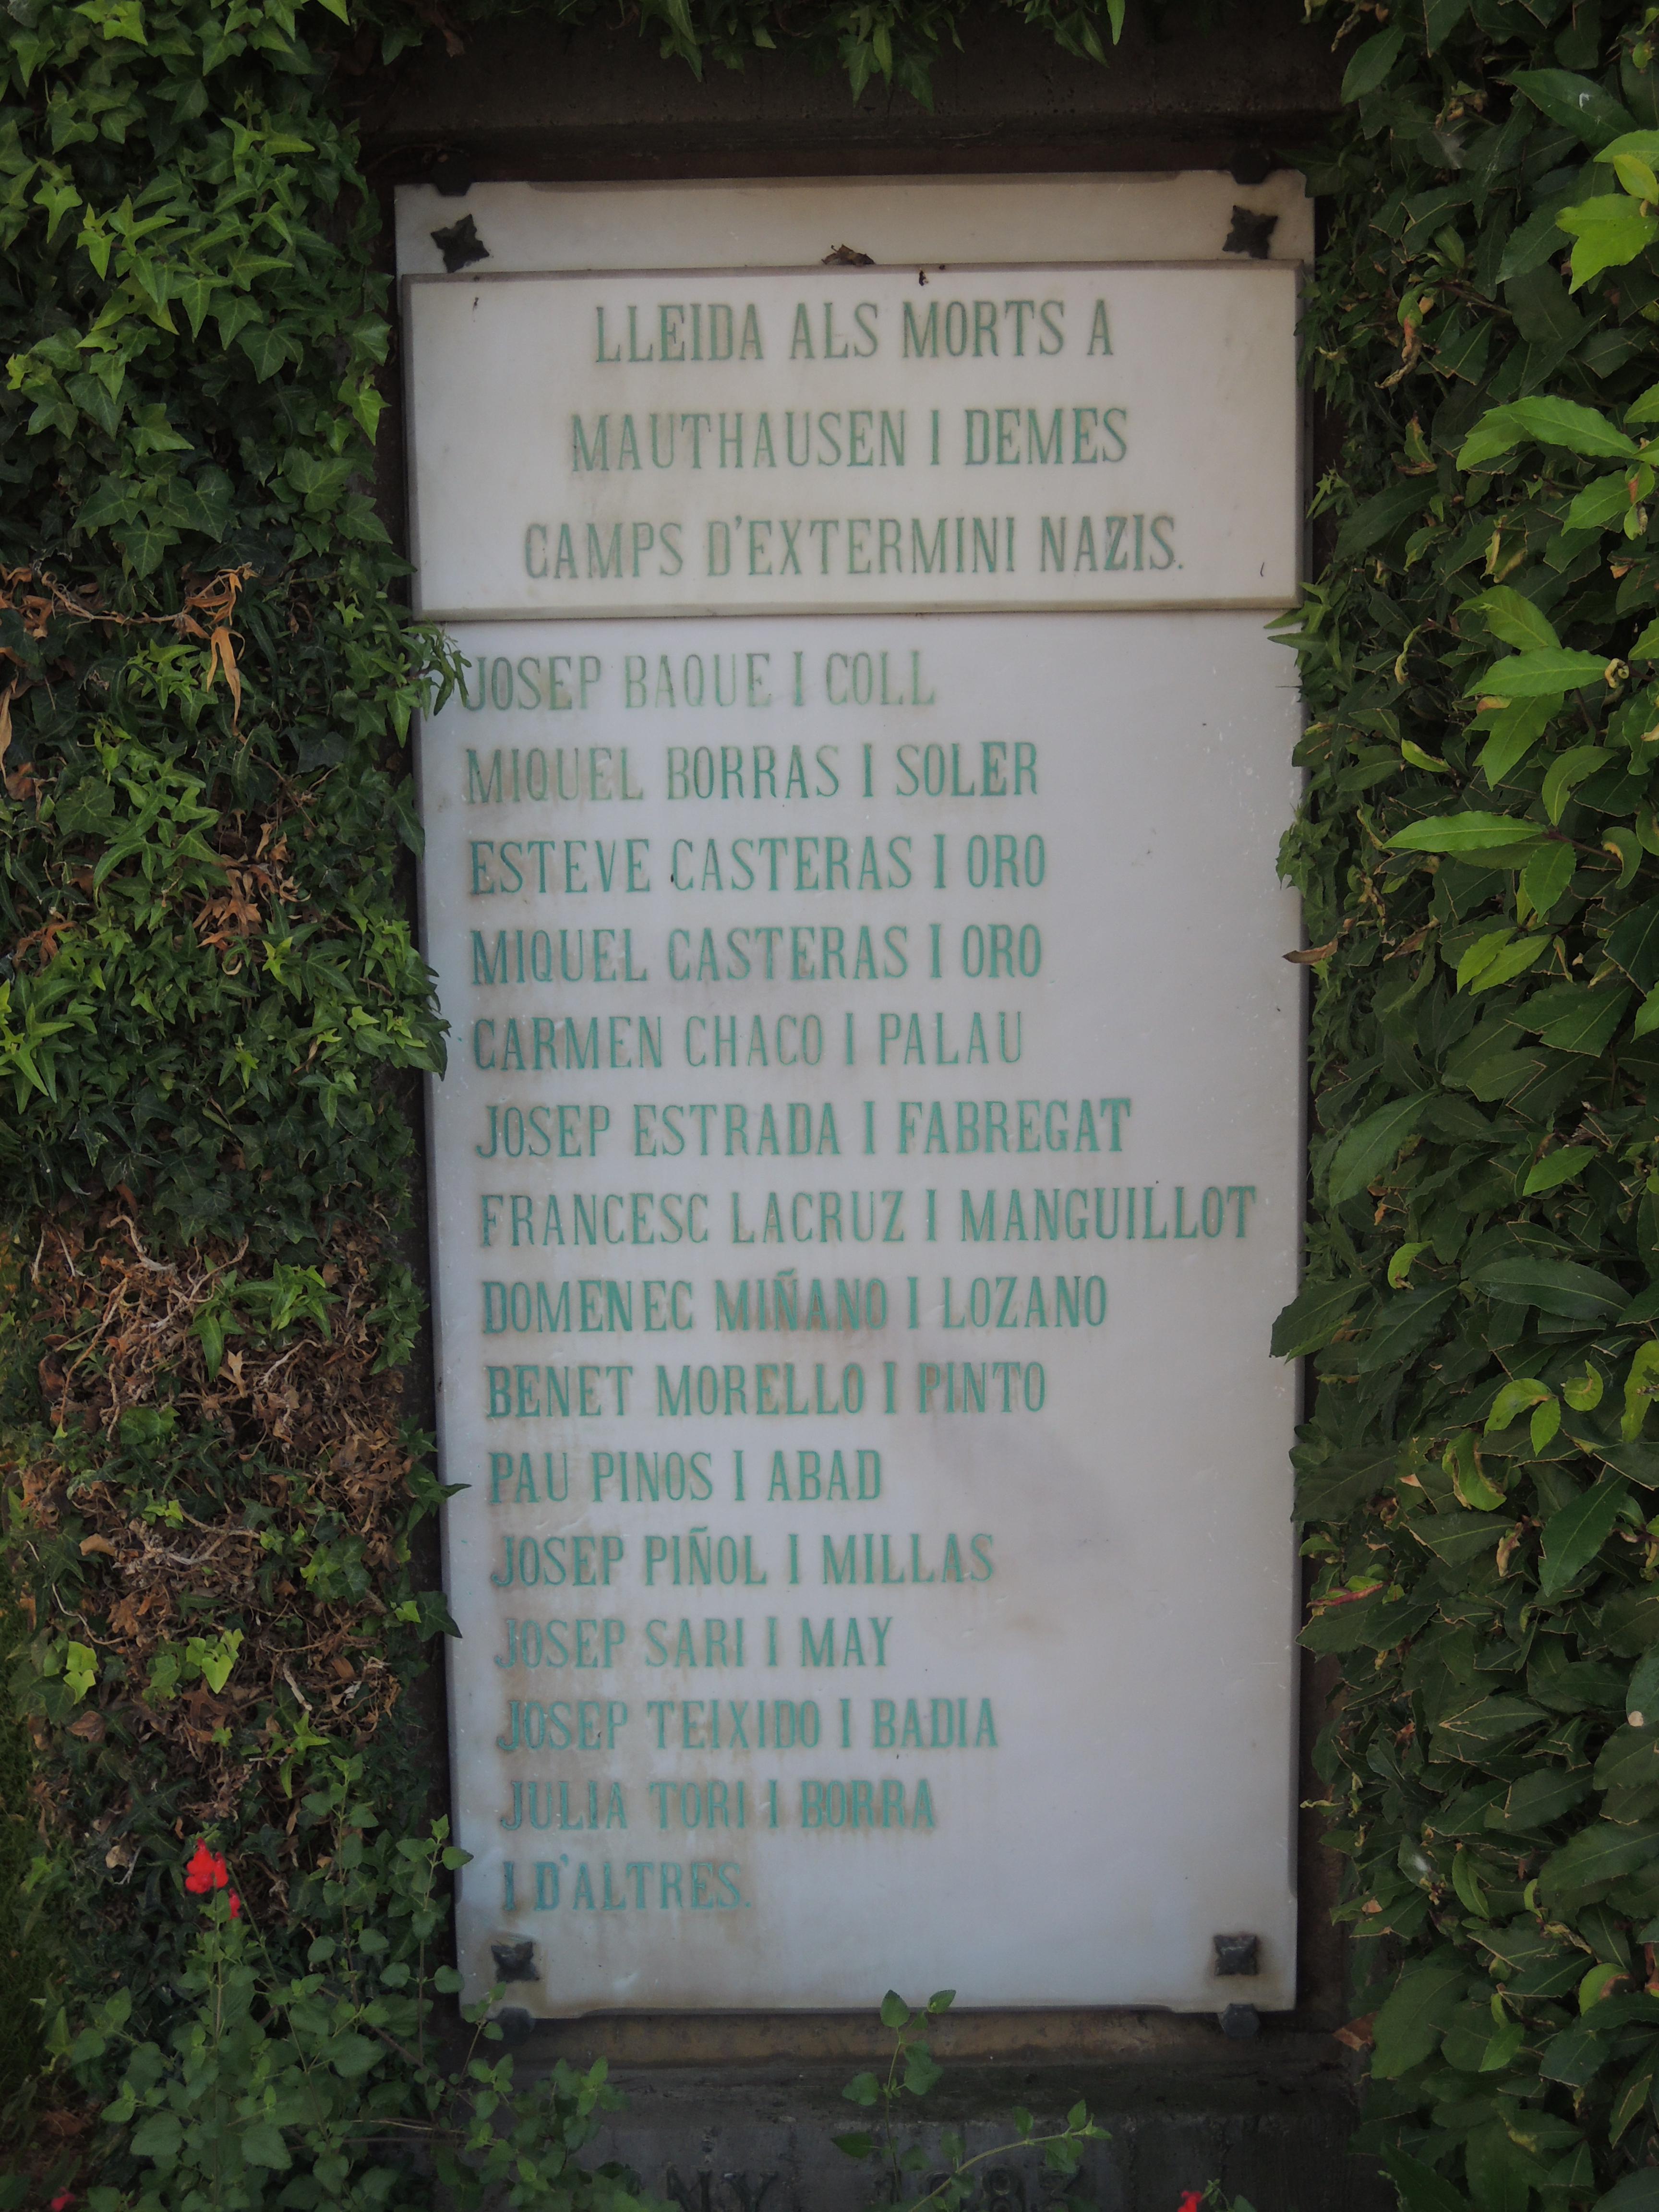 LLEIDA ALS MORTS A
MAUTHAUSEN I DEMES
CAMPS D'EXTERMINI NAZIS.
JOSEP BAQUE I COLL
MIQUEL BORRAS I SOLER
ESTEVE CASTERAS I ORO
MIQUEL CASTERAS I ORO
CARMEN CHACO I PALAU
JOSEP ESTRADA I FABREGAT
FRANCESC LACRUZ I MANGUILLOT
DOMENEC MIÑANO I LOZANO
BENET MORELLO I PINTO
PAU PINOS I ABAD
JOSEP PIÑOL I MILLAS
JOSEP SARI I MAY
JOSEP TEIXIDO I BADIA
JULIA TORI I BORRA
I D'ALTRES.